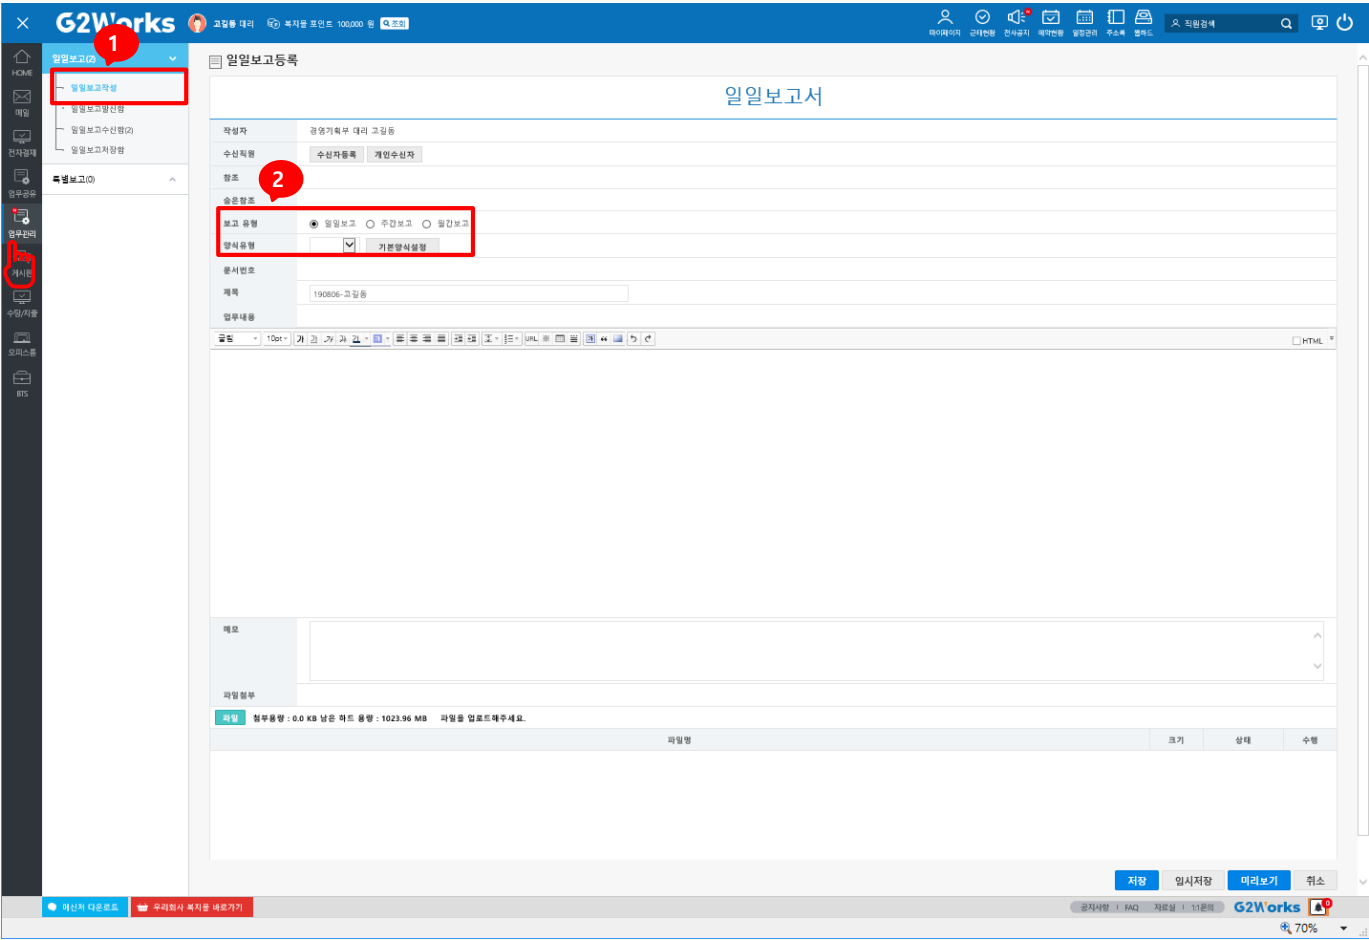 G2Works 고길동 대리 복지몰 포인트 100,000 원 조회
마이페이지 근태현황 전사공지 예약현황 일정관리 주소록 웹하드 직원검색
1
HOME
메일
전자결재
업무공유
업무관리
게시판
수당/지출
오피스몰
BTS
일일보고(2)
일일보고작성
일일보고발신함
일일보고수신함(2)
일일보고저장함
특별보고(0)
일일보고등록
일일보고서
작성자 경영기획부 대리 고길동
수신직원 수신자등록 개인수신자
참조
2
숨은참조
보고 유형 일일보고 주간보고 월간보고
양식유형 기본양식설정
문서번호
제목 190806-고길동
업무내용
굴림 10pt 가 가 가 가 가 URL HTML
메모
파일첨부
파일 첨부용량 : 0.0 KB 남은 하드 용량 : 1023.96 MB 파일을 업로드해주세요.
파일명 크기 상태 수행
저장 임시저장 미리보기 취소
메신저 다운로드 우리회사 복지몰 바로가기
공지사항 FAQ 자료실 1:1문의 G2Works 0
70%